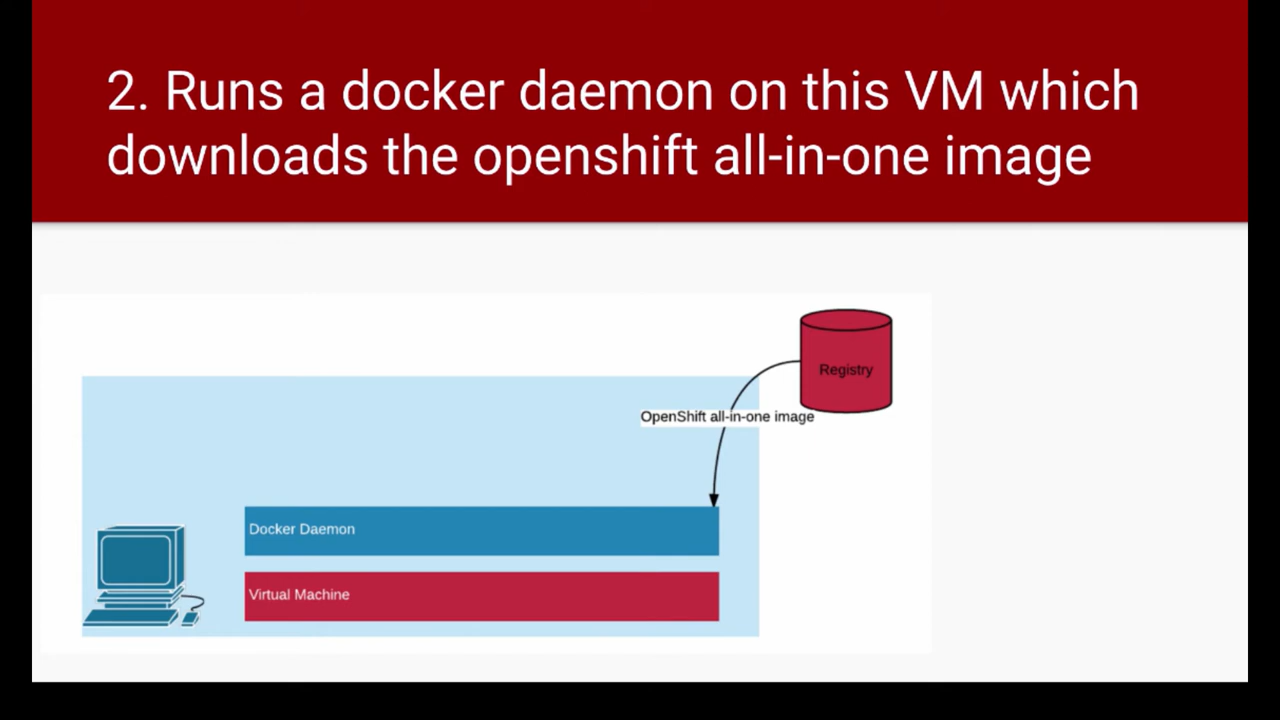 2. Runs a docker daemon on this VM which
downloads the openshift all-in-one image
Registry
OpenShift all-in-one image
Docker Daemon
Virtual Machine